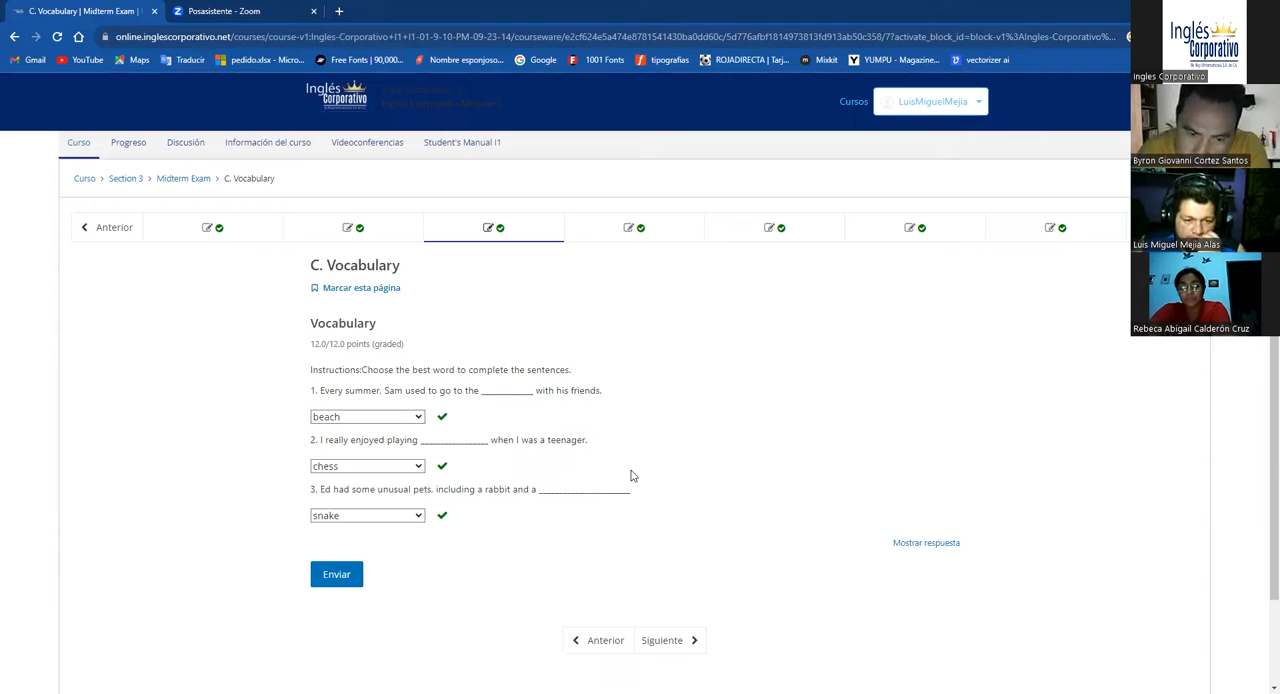 C. Vocabulary | Midterm Exam |
Posasistente - Zoom
online.inglescorporativo.net/courses/course-v1:Ingles-Corporativo+I1+I1-01-9-10-PM-09-23-14/courseware/e2cf624e5a474e8781541430ba0dd60c/5d776afbf1814973813fd913ab50c358/7?activate_block_id=block-v1%3AIngles-Corporativo%...
Gmail
YouTube
Maps
Traducir
pedido.xlsx - Micro...
Free Fonts | 90,000...
Nombre esponjoso...
Google
1001 Fonts
tipografias
ROJADIRECTA | Tarj...
Mixkit
YUMPU - Magazine...
vectorizer ai
Inglés Corporativo
Cursos
LuisMiguelMejia
Curso
Progreso
Discusión
Información del curso
Videoconferencias
Student's Manual I1
Curso > Section 3 > Midterm Exam > C. Vocabulary
Anterior
C. Vocabulary
Marcar esta página
Vocabulary
12.0/12.0 points (graded)
Instructions:Choose the best word to complete the sentences.
1. Every summer, Sam used to go to the ____________ with his friends.
beach
2. I really enjoyed playing ________________ when I was a teenager.
chess
3. Ed had some unusual pets, including a rabbit and a ______________________
snake
Mostrar respuesta
Enviar
Anterior
Siguiente
Inglés
Corporativo
Ingles Corporativo
Byron Giovanni Cortez Santos
Luis Miguel Mejia Alas
Rebeca Abigail Calderón Cruz